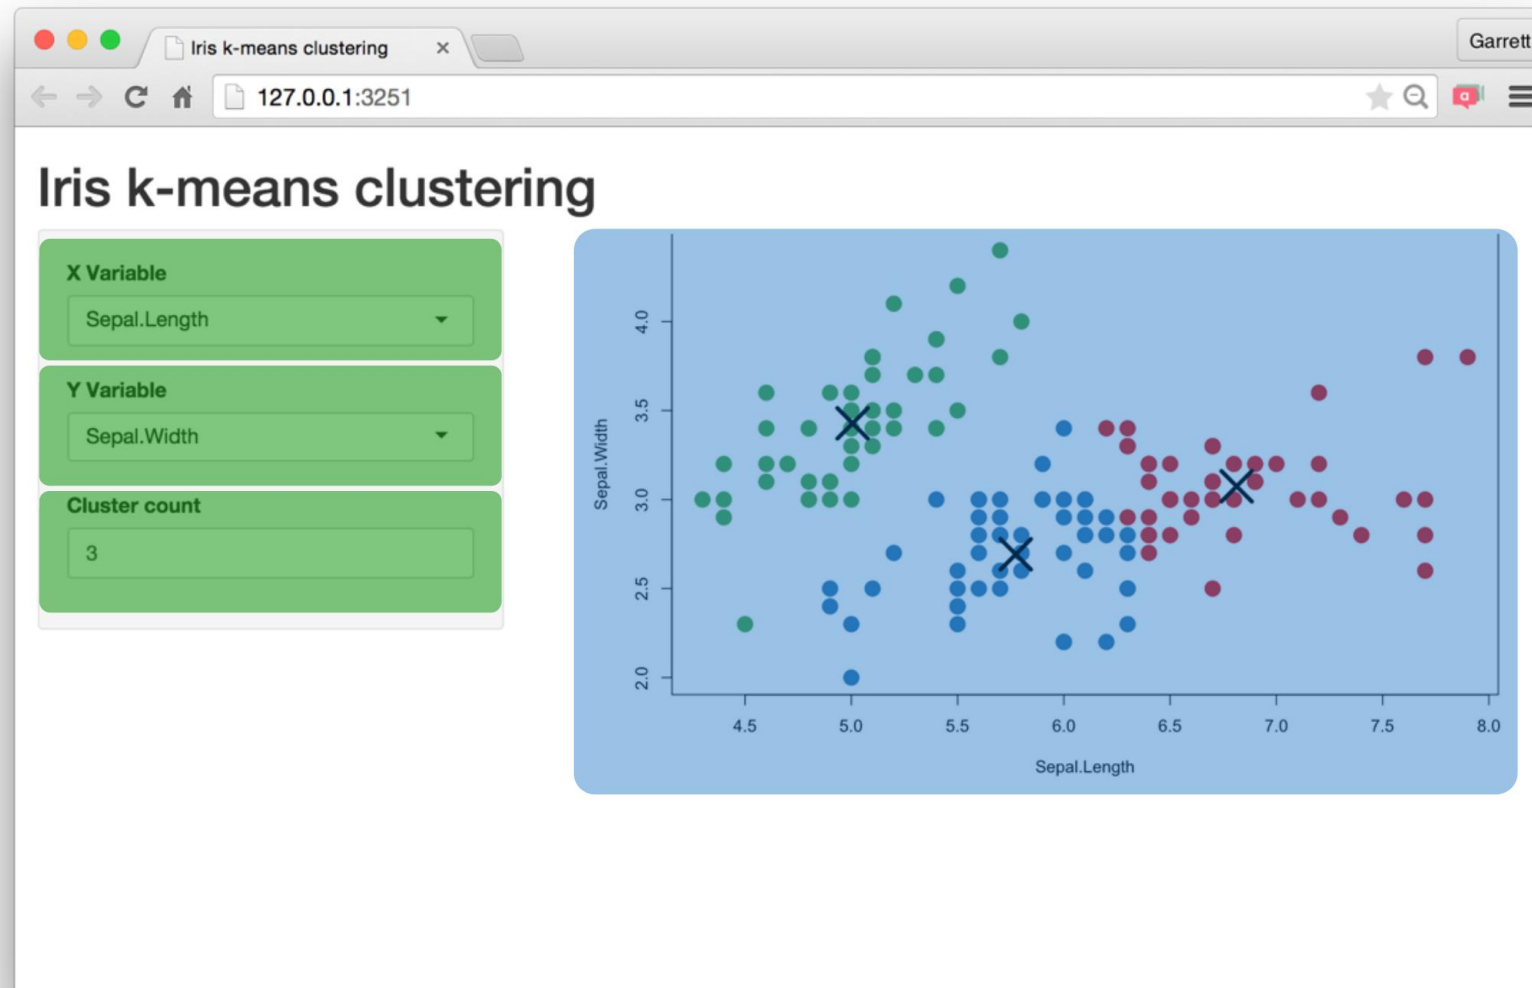 Iris k-means clustering
Garrett
127.0.0.1:3251
Iris k-means clustering
X Variable
Sepal.Length
Y Variable
Sepal.Width
Cluster count
3
Sepal.Width
4.0
3.5
3.0
2.5
2.0
4.5 5.0 5.5 6.0 6.5 7.0 7.5 8.0
Sepal.Length